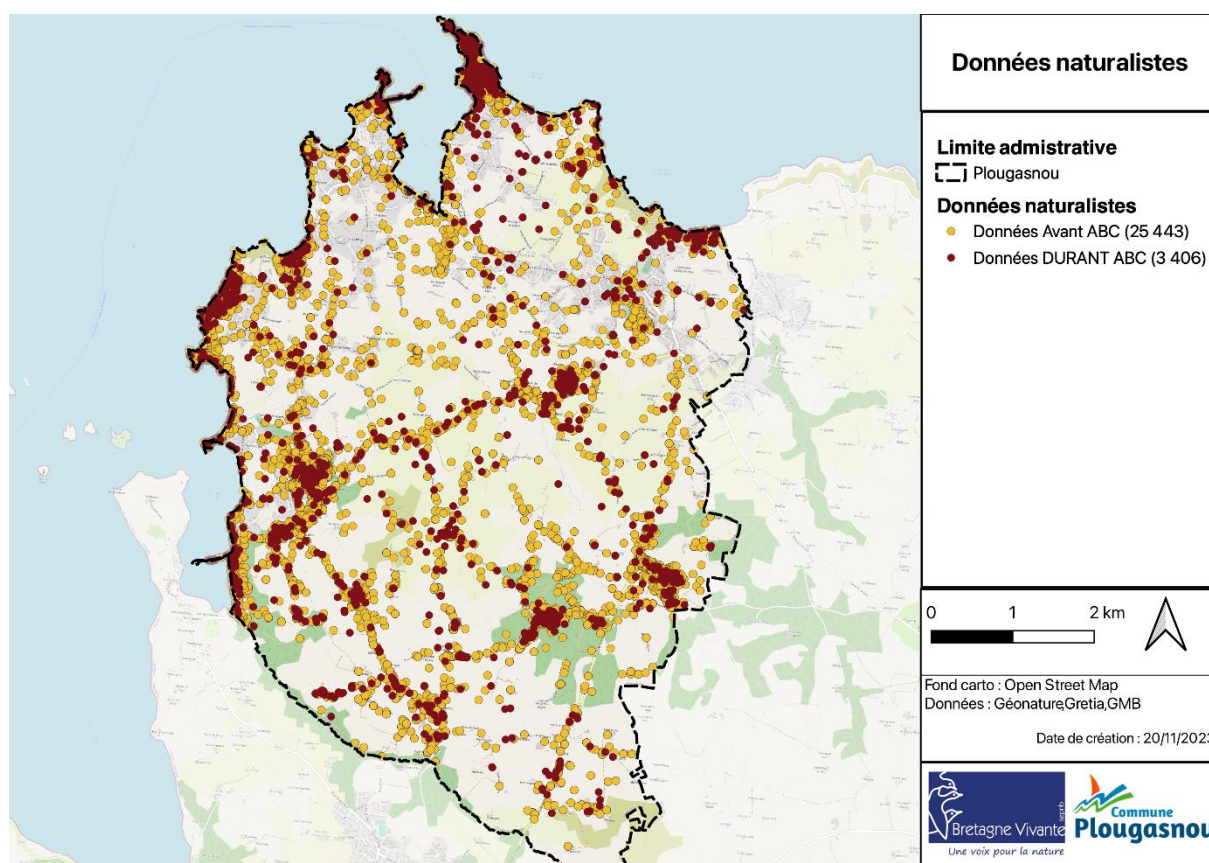 Données naturalistes
Limite admistrative
Plougasnou
Données naturalistes
Données Avant ABC (25 443)
Données DURANT ABC (3 406)
0 1 2 km
Fond carto : Open Street Map
Données : Géonature,Gretia,GMB
Date de création : 20/11/2023
Bretagne Vivante sepnb
Une voix pour la nature
Commune
Plougasnou